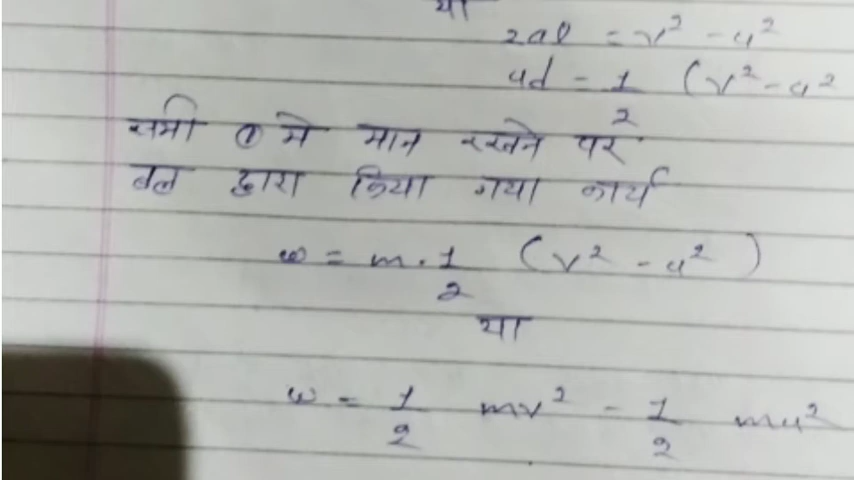 या
2ad = v² - u²
ad = 1/2 (v² - u²
समी ① मे मान रखने पर
बल द्वारा किया गया कार्य
w = m . 1/2 (v² - u²)
या
w = 1/2 mv² - 1/2 mu²